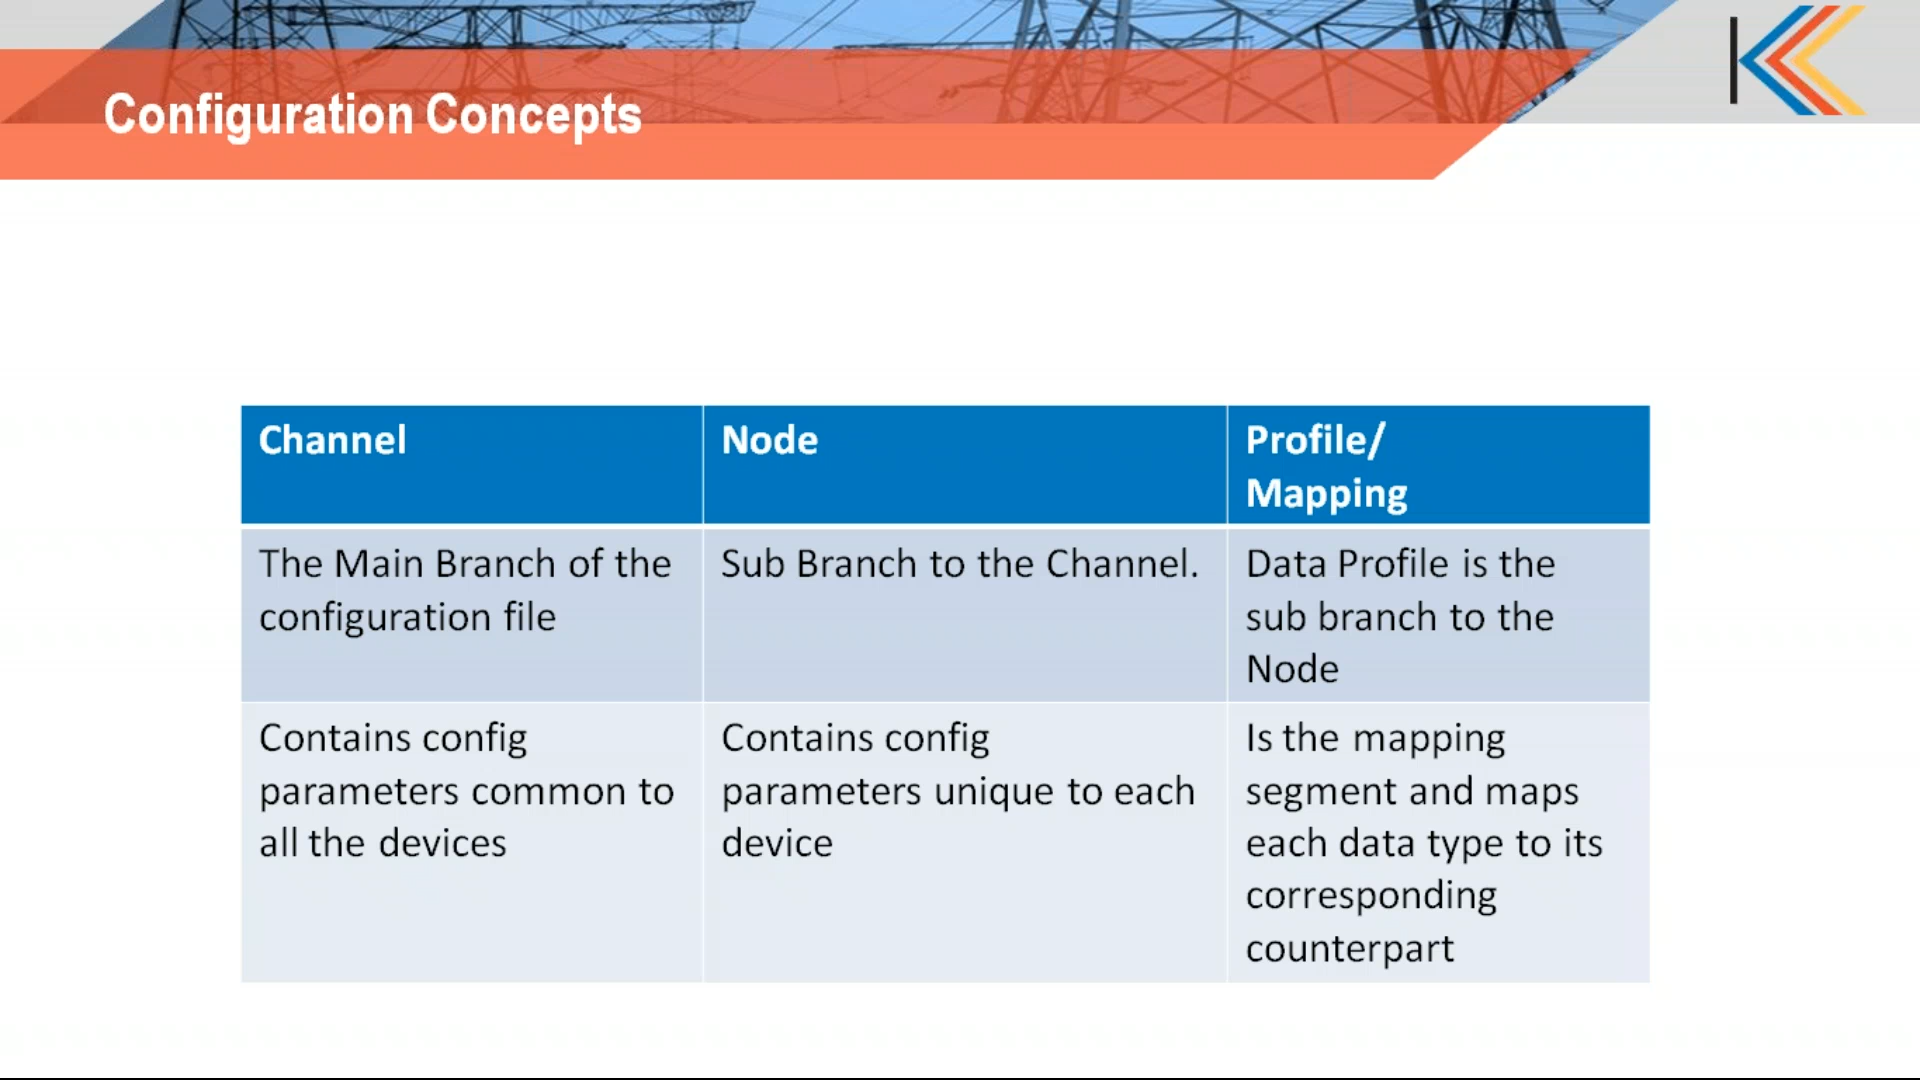 Configuration Concepts
Channel
Node
Profile/
Mapping
The Main Branch of the
configuration file
Sub Branch to the Channel.
Data Profile is the
sub branch to the
Node
Contains config
parameters common to
all the devices
Contains config
parameters unique to each
device
Is the mapping
segment and maps
each data type to its
corresponding
counterpart